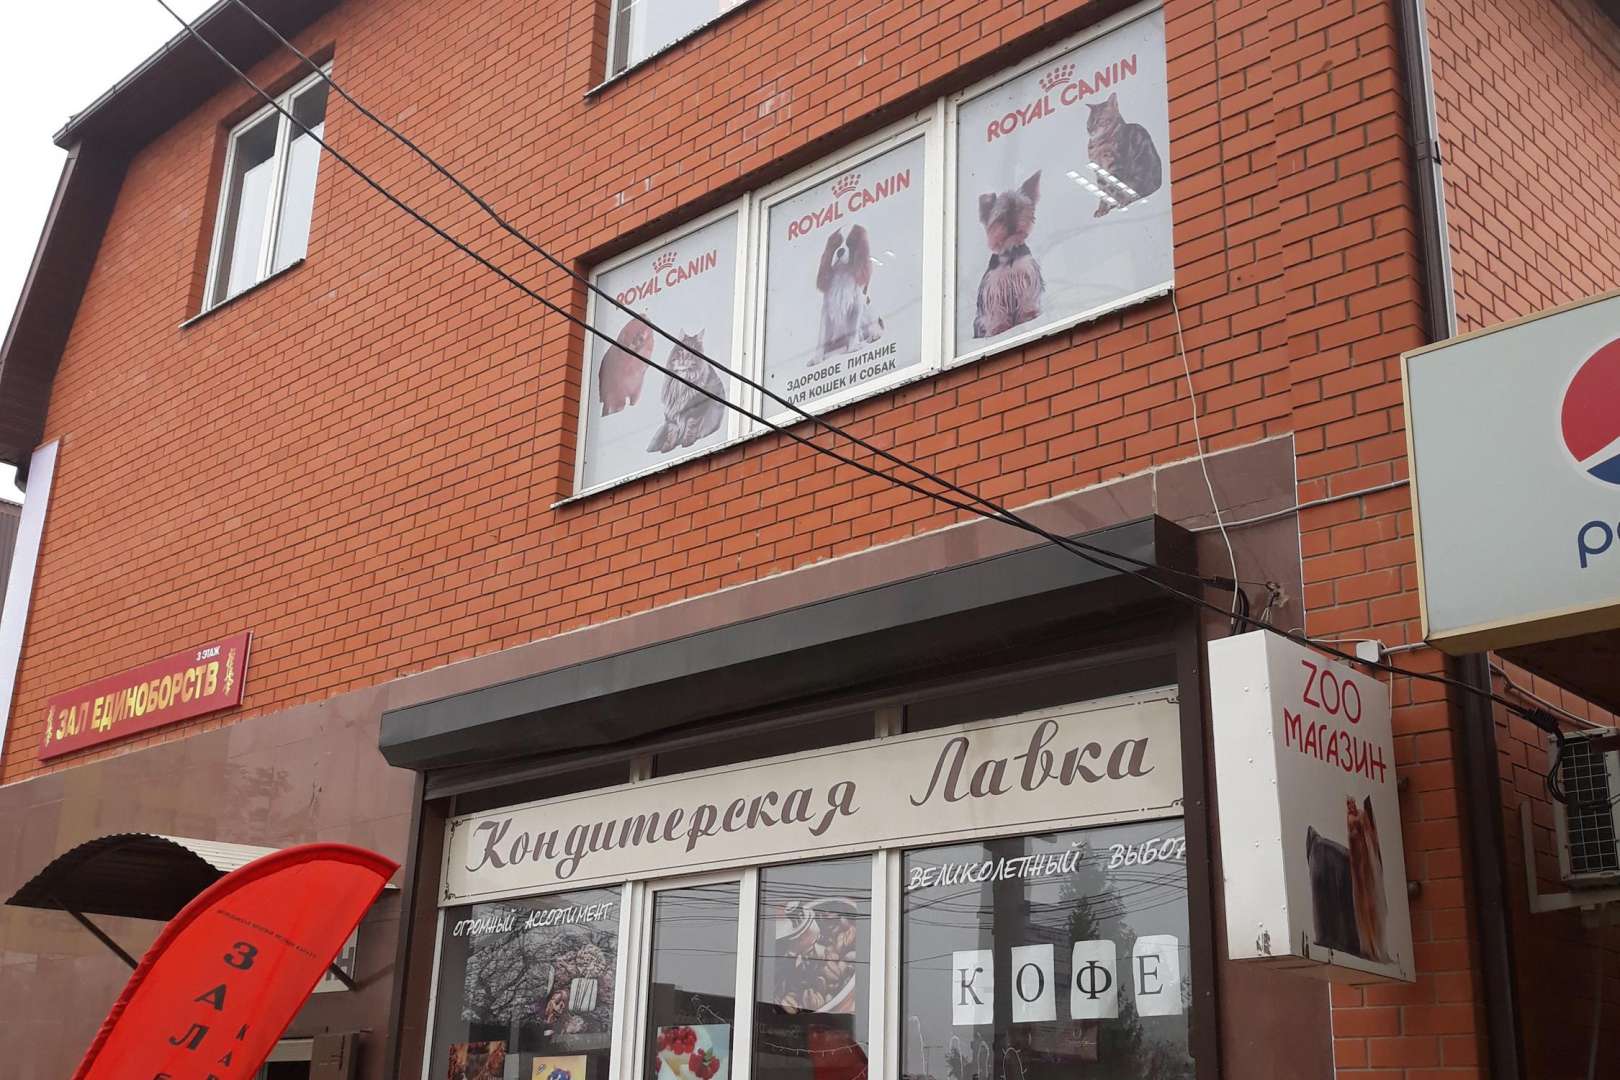 ROYAL CANIN
ROYAL CANIN
ROYAL CANIN
ЗДОРОВОЕ ПИТАНИЕ
ДЛЯ КОШЕК И СОБАК
3 ЭТАЖ
ЗАЛ ЕДИНОБОРСТВ
Кондитерская Лавка
ОГРОМНЫЙ АССОРТИМЕНТ
ВЕЛИКОЛЕПНЫЙ ВЫБОР
КОФЕ
ZOO
МАГАЗИН
ЗАЛ